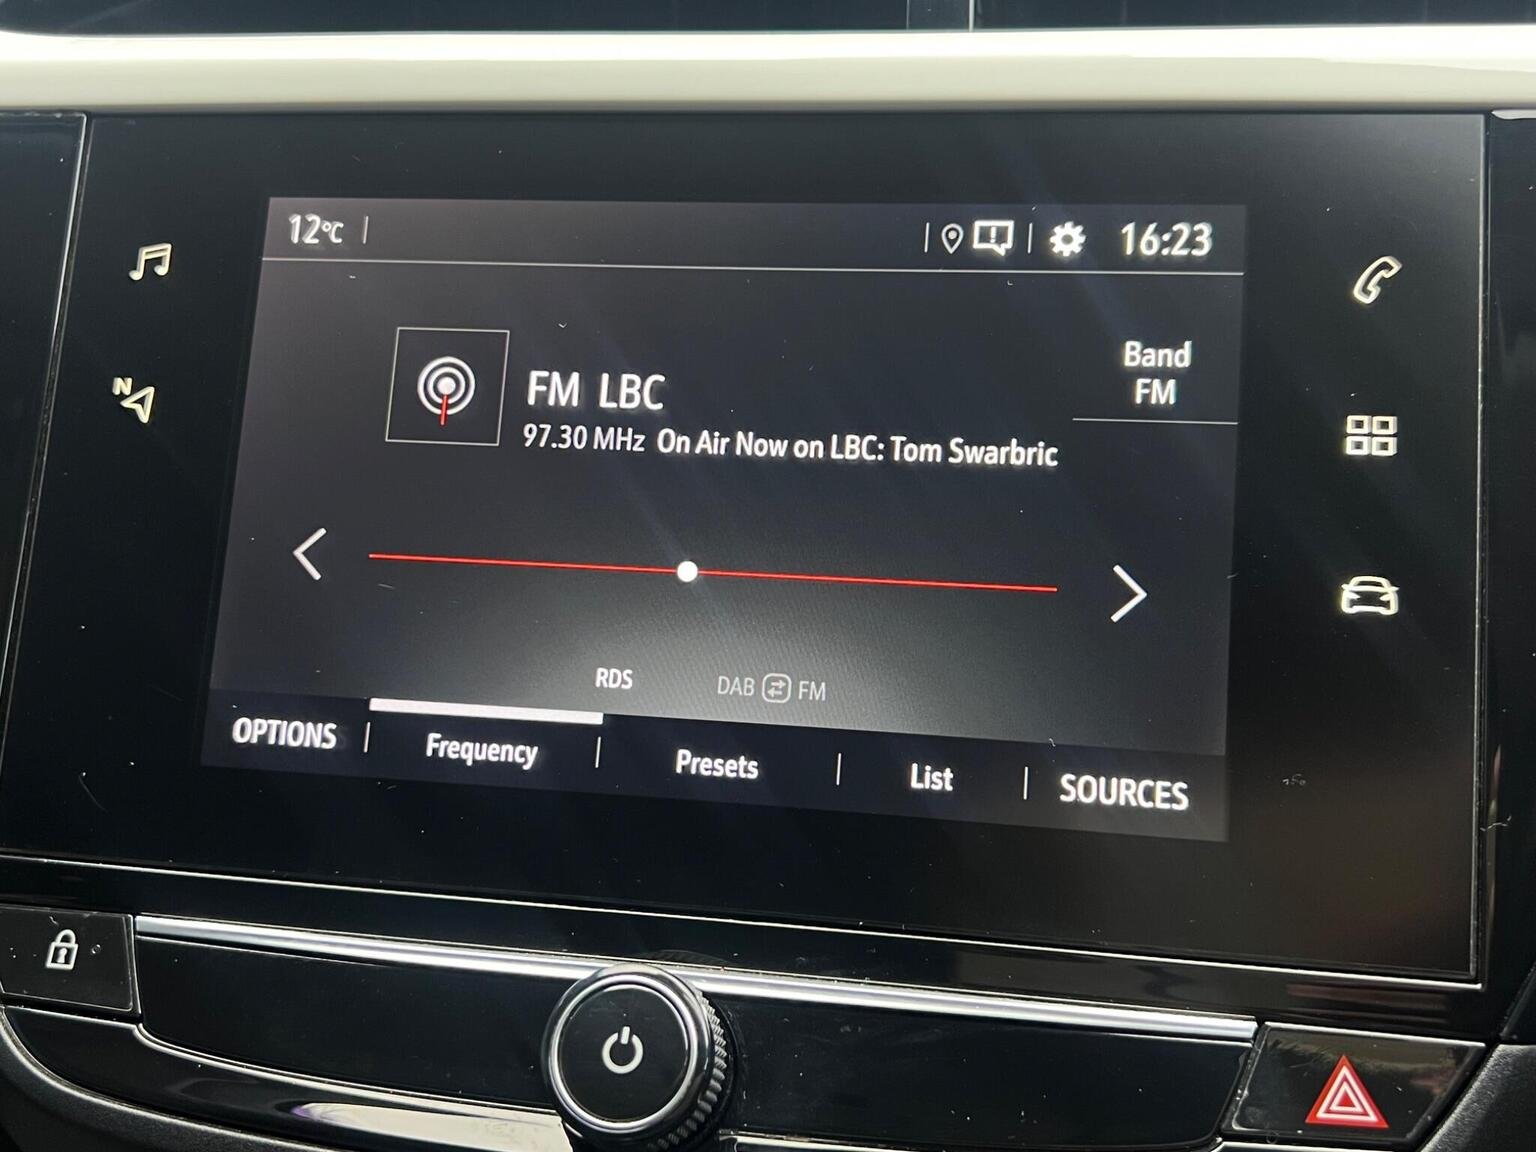 12°C
16:23
Band
FM
FM LBC
97.30 MHz On Air Now on LBC: Tom Swarbric
N
RDS
DAB FM
OPTIONS
Frequency
Presets
List
SOURCES